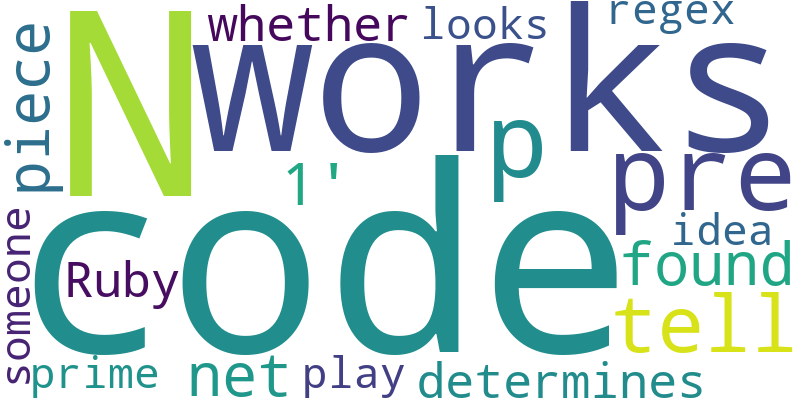 whether looks regex
N works
piece
p
1' pre
idea
code
someone
Ruby found
tell
prime net play determines